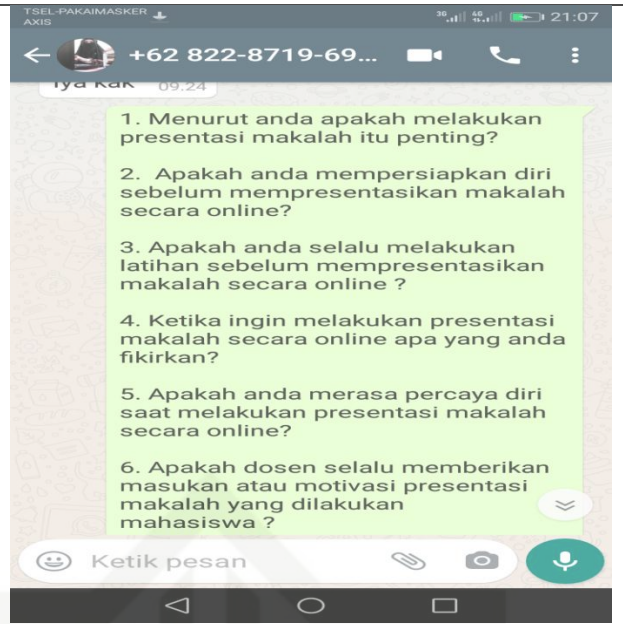 TSEL-PAKAIMASKER
AXIS
3G 4G 21:07
+62 822-8719-69...
Iya kak 09.24
1. Menurut anda apakah melakukan
presentasi makalah itu penting?
2. Apakah anda mempersiapkan diri
sebelum mempresentasikan makalah
secara online?
3. Apakah anda selalu melakukan
latihan sebelum mempresentasikan
makalah secara online ?
4. Ketika ingin melakukan presentasi
makalah secara online apa yang anda
fikirkan?
5. Apakah anda merasa percaya diri
saat melakukan presentasi makalah
secara online?
6. Apakah dosen selalu memberikan
masukan atau motivasi presentasi
makalah yang dilakukan
mahasiswa ?
Ketik pesan